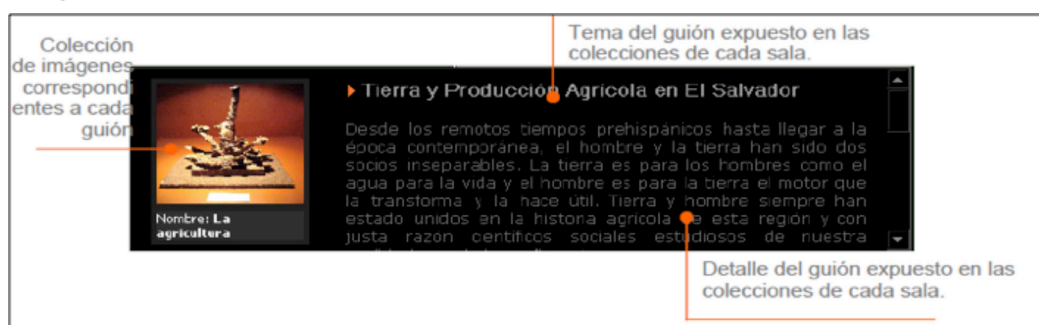 Colección
de imágenes
correspondi
entes a cada
guión
Tema del guión expuesto en las
colecciones de cada sala.
Tierra y Producción Agrícola en El Salvador
Desde los remotos tiempos prehispánicos hasta llegar a la
época contemporánea, el hombre y la tierra han sido dos
socios inseparables. La tierra es para los hombres como el
agua para la vida y el hombre es para la tierra el motor que
la transforma y la hace útil. Tierra y hombre siempre han
estado unidos en la historia agrícola de esta región y con
justa razón científicos sociales estudiosos de nuestra
Nombre: La
agricultura
Detalle del guión expuesto en las
colecciones de cada sala.